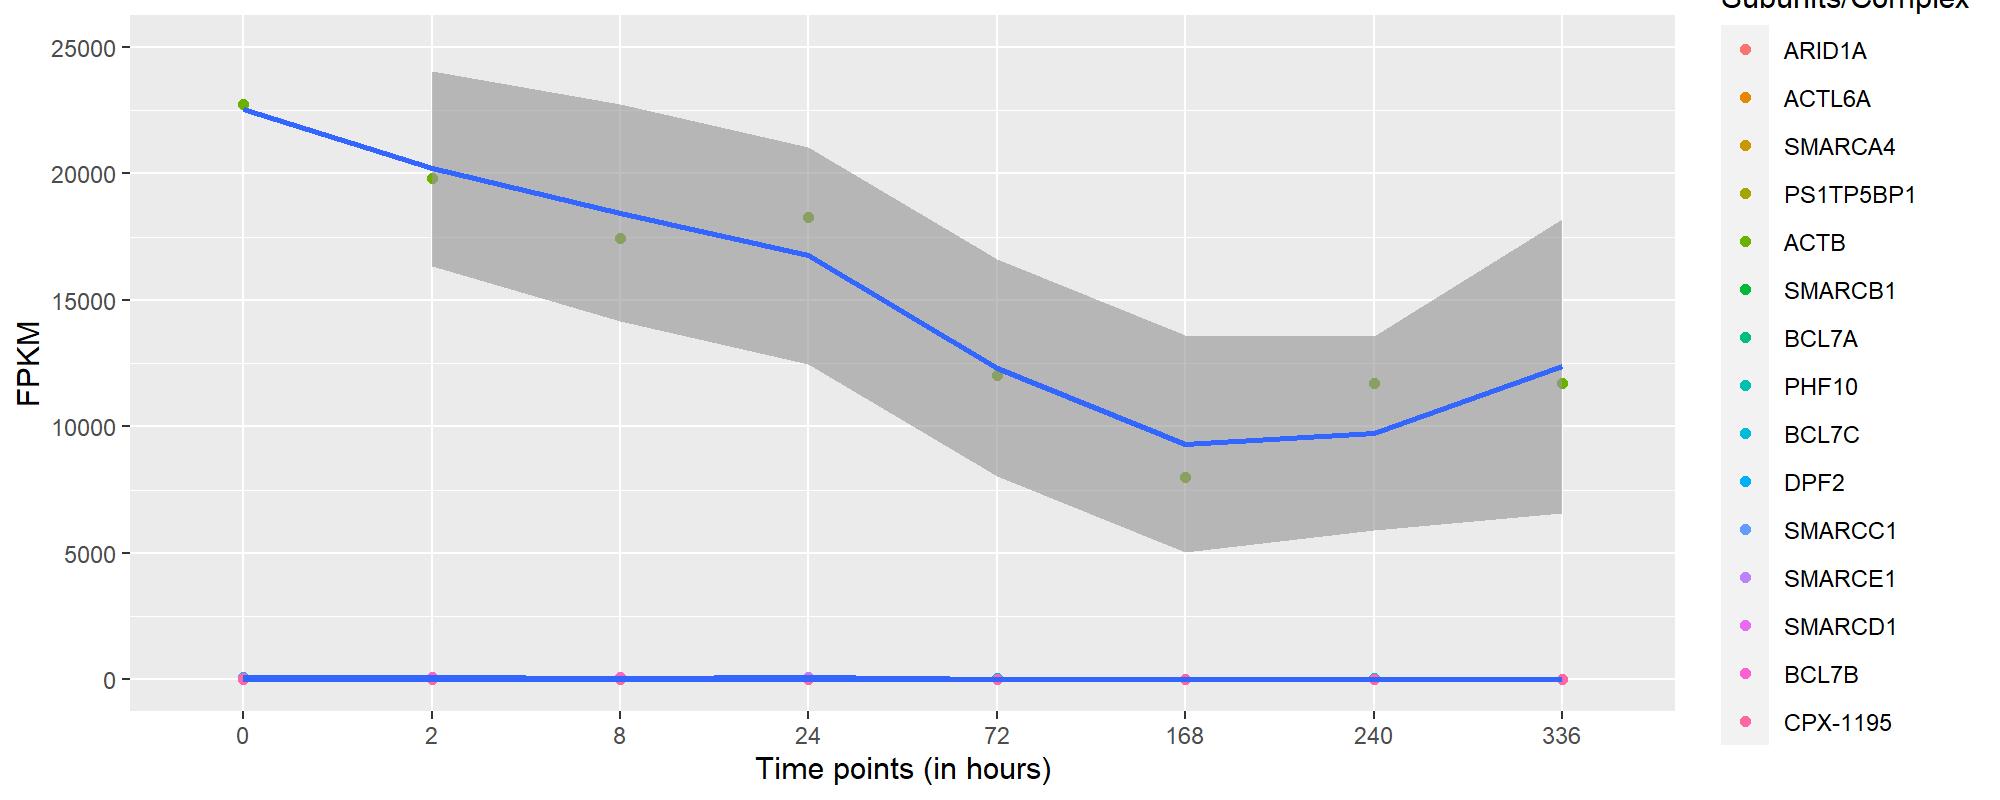 Subunits/Complex
25000
20000
15000
10000
5000
0
FPKM
0 2 8 24 72 168 240 336
Time points (in hours)
ARID1A
ACTL6A
SMARCA4
PS1TP5BP1
ACTB
SMARCB1
BCL7A
PHF10
BCL7C
DPF2
SMARCC1
SMARCE1
SMARCD1
BCL7B
CPX-1195